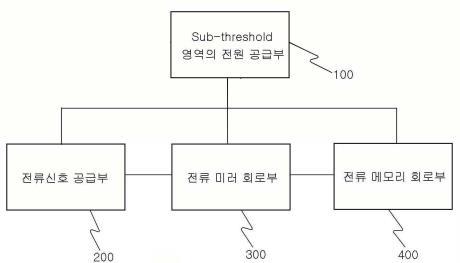 Sub-threshold
영역의 전원 공급부
100
전류신호 공급부
전류 미러 회로부
전류 메모리 회로부
200
300
400